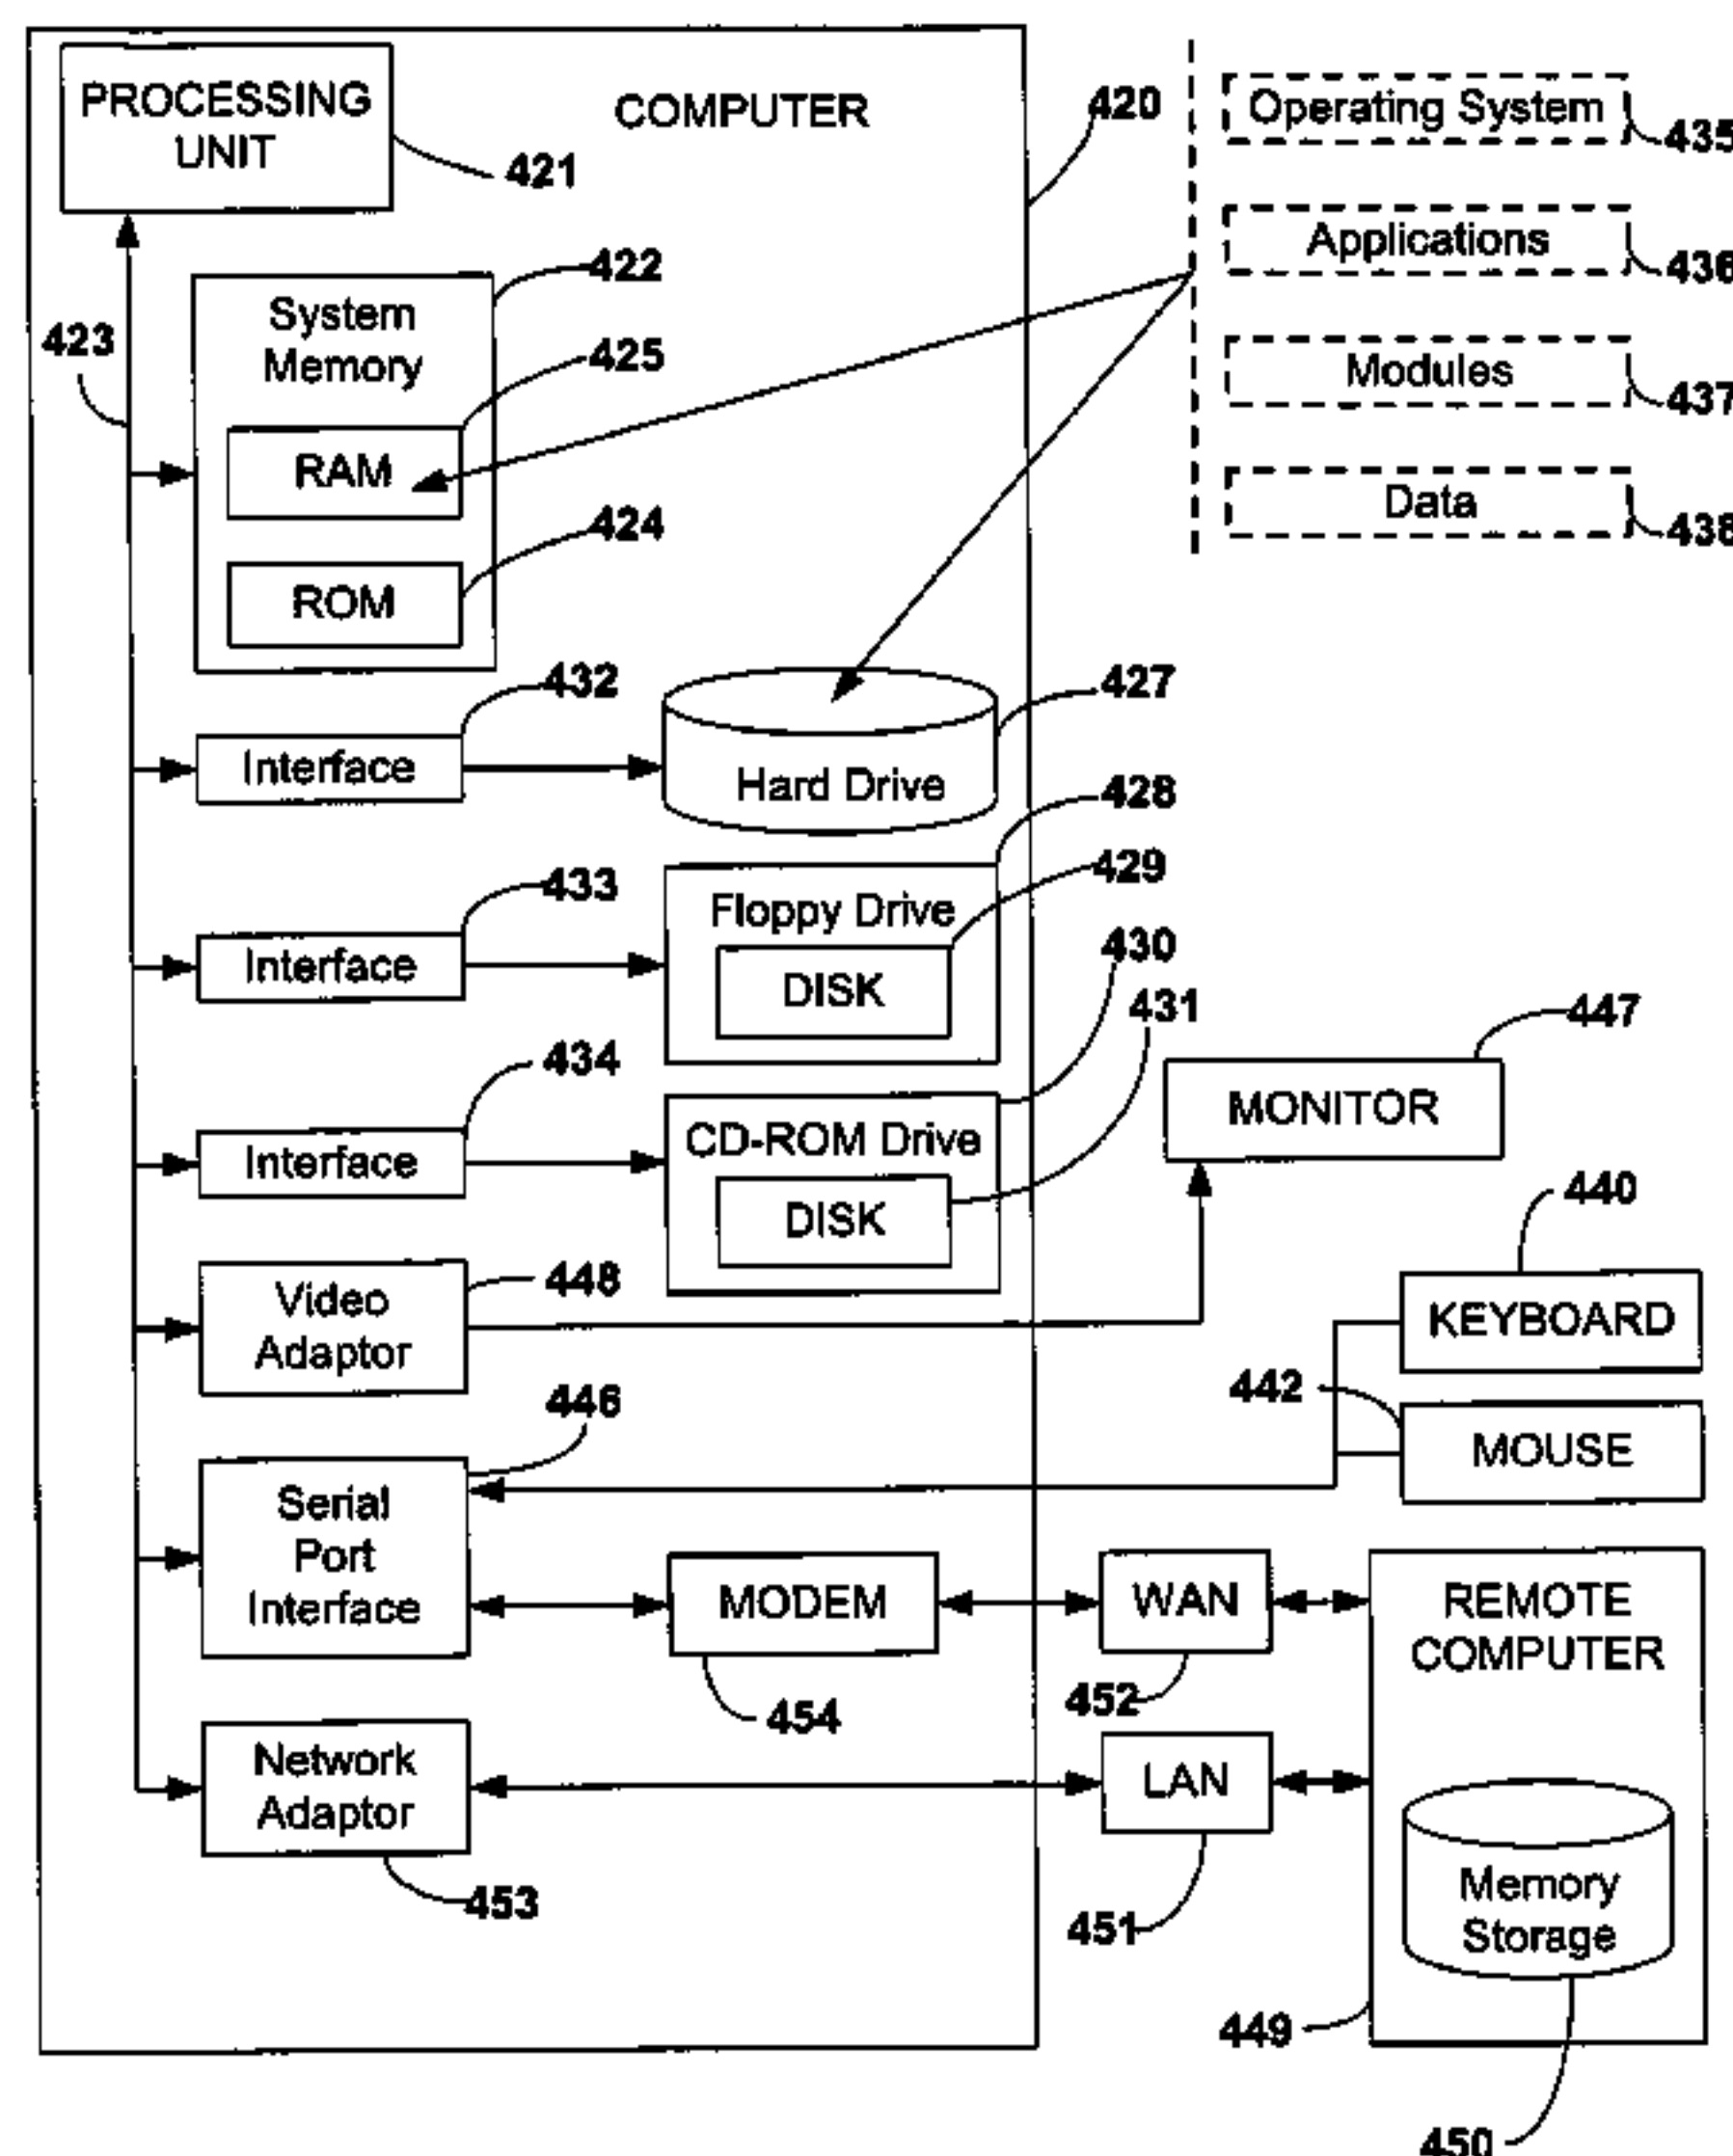 PROCESSING
UNIT
421
COMPUTER
420
Operating System
435
Applications
436
Modules
437
Data
438
422
System
Memory
423
425
RAM
424
ROM
432
Interface
427
Hard Drive
428
433
Interface
429
Floppy Drive
DISK
430
431
434
Interface
CD-ROM Drive
DISK
447
MONITOR
440
KEYBOARD
442
MOUSE
448
Video
Adaptor
446
Serial
Port
Interface
MODEM
454
WAN
452
REMOTE
COMPUTER
Network
Adaptor
453
LAN
451
Memory
Storage
449
450